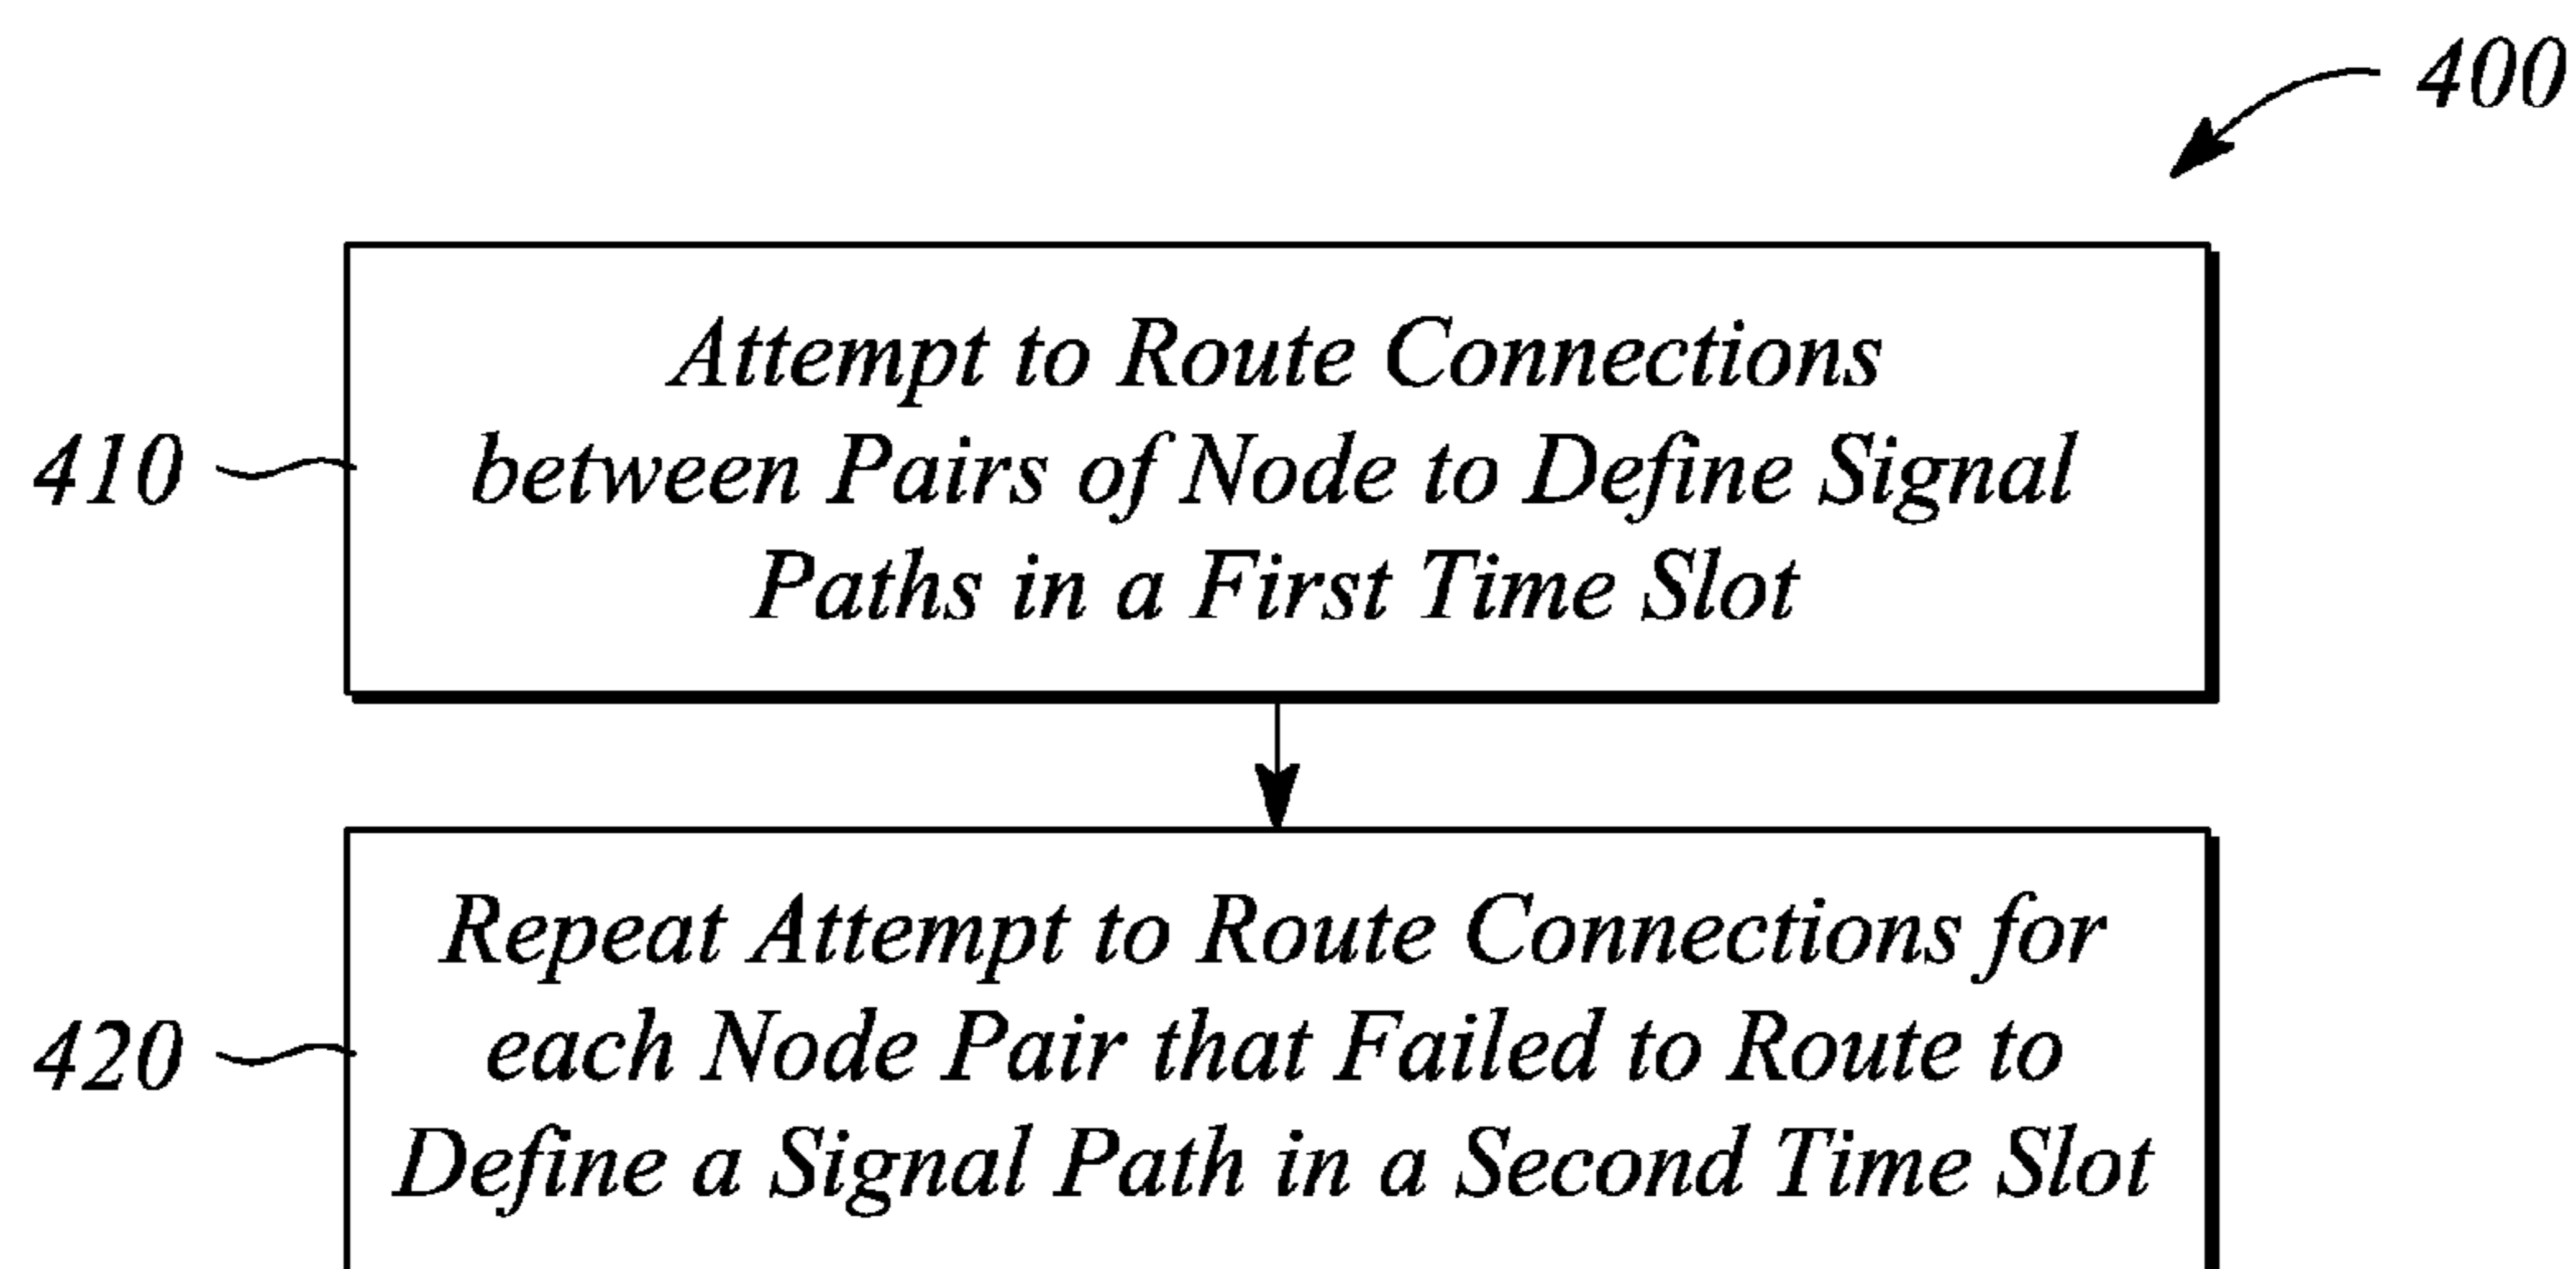 400
Attempt to Route Connections
between Pairs of Node to Define Signal
Paths in a First Time Slot
410
Repeat Attempt to Route Connections for
each Node Pair that Failed to Route to
Define a Signal Path in a Second Time Slot
420